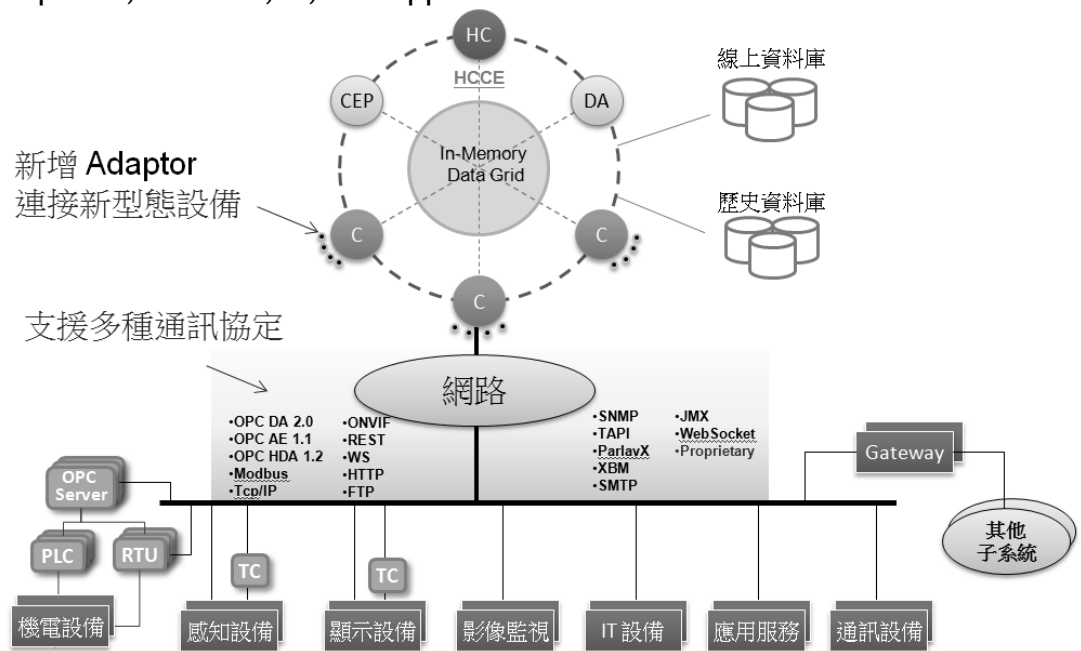 HC
HCCE
CEP
DA
In-Memory
Data Grid
C
C
C
線上資料庫
歷史資料庫
新增 Adaptor
連接新型態設備
支援多種通訊協定
網路
•OPC DA 2.0
•OPC AE 1.1
•OPC HDA 1.2
•Modbus
•Tcp/IP
•ONVIF
•REST
•WS
•HTTP
•FTP
•SNMP
•TAPI
•ParlayX
•XBM
•SMTP
•JMX
•WebSocket
•Proprietary
Gateway
其他
子系統
OPC
Server
PLC
RTU
TC
TC
機電設備
感知設備
顯示設備
影像監視
IT 設備
應用服務
通訊設備